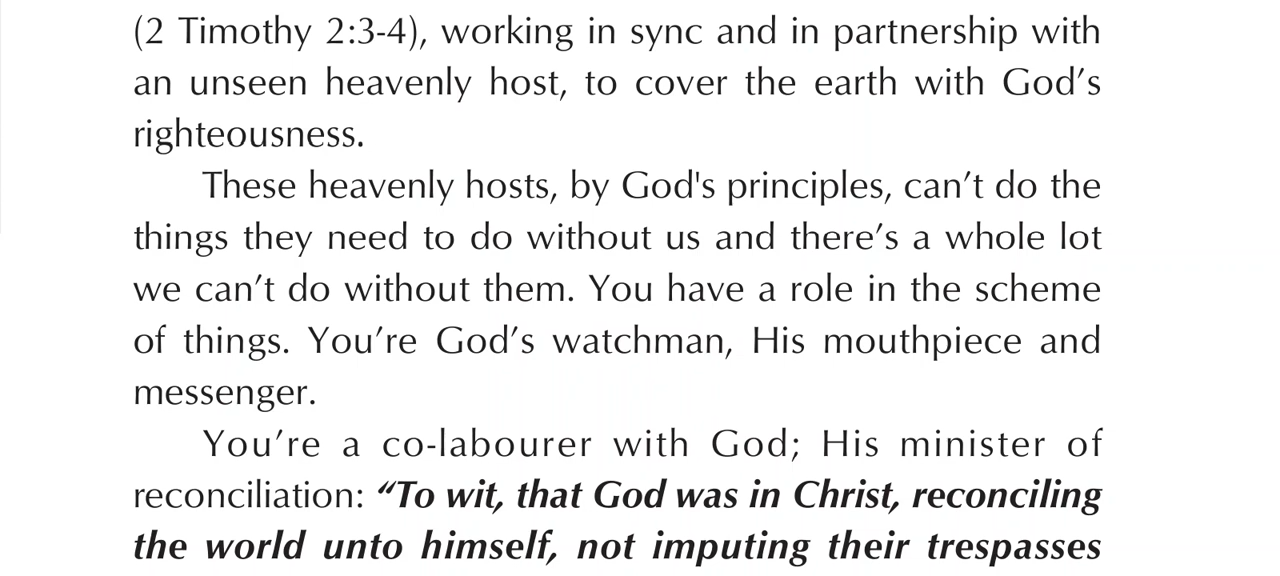 (2 Timothy 2:3-4), working in sync and in partnership with
an unseen heavenly host, to cover the earth with God’s
righteousness.
These heavenly hosts, by God's principles, can’t do the
things they need to do without us and there’s a whole lot
we can’t do without them. You have a role in the scheme
of things. You’re God’s watchman, His mouthpiece and
messenger.
You’re a co-labourer with God; His minister of
reconciliation: “To wit, that God was in Christ, reconciling
the world unto himself, not imputing their trespasses